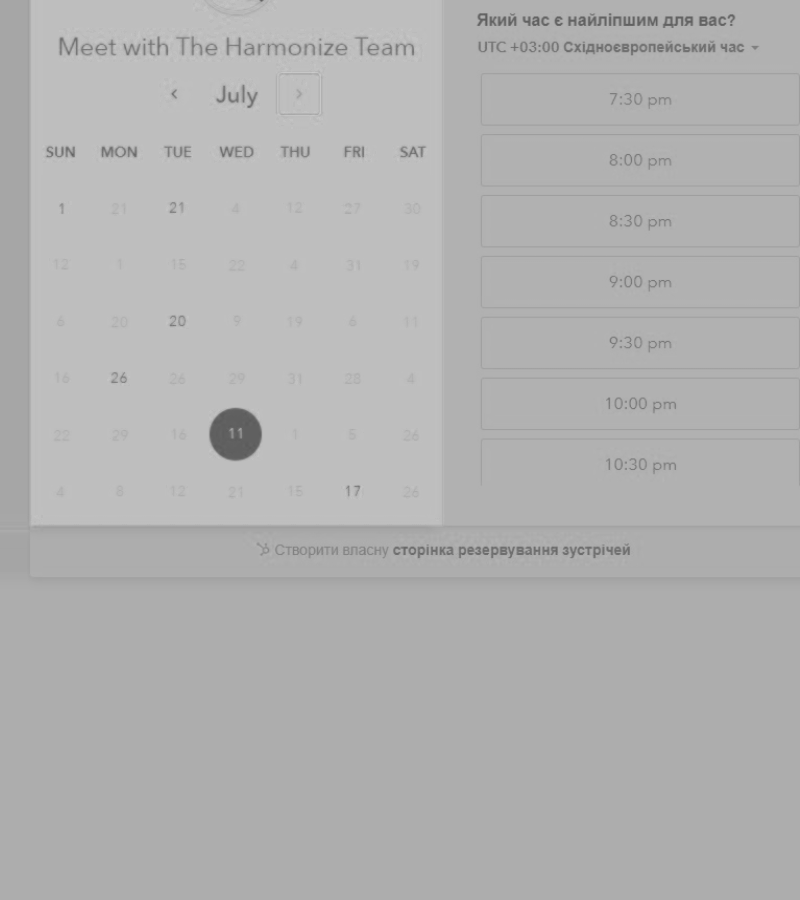 Meet with The Harmonize Team
July
SUN MON TUE WED THU FRI SAT
1 21 21 4 12 27 30
12 1 15 22 4 31 19
6 20 20 9 19 6 11
16 26 26 29 31 28 4
22 29 16 11 1 5 26
4 8 12 21 15 17 26
Який час є найліпшим для вас?
UTC +03:00 Східноєвропейський час
7:30 pm
8:00 pm
8:30 pm
9:00 pm
9:30 pm
10:00 pm
10:30 pm
Створити власну сторінка резервування зустрічей